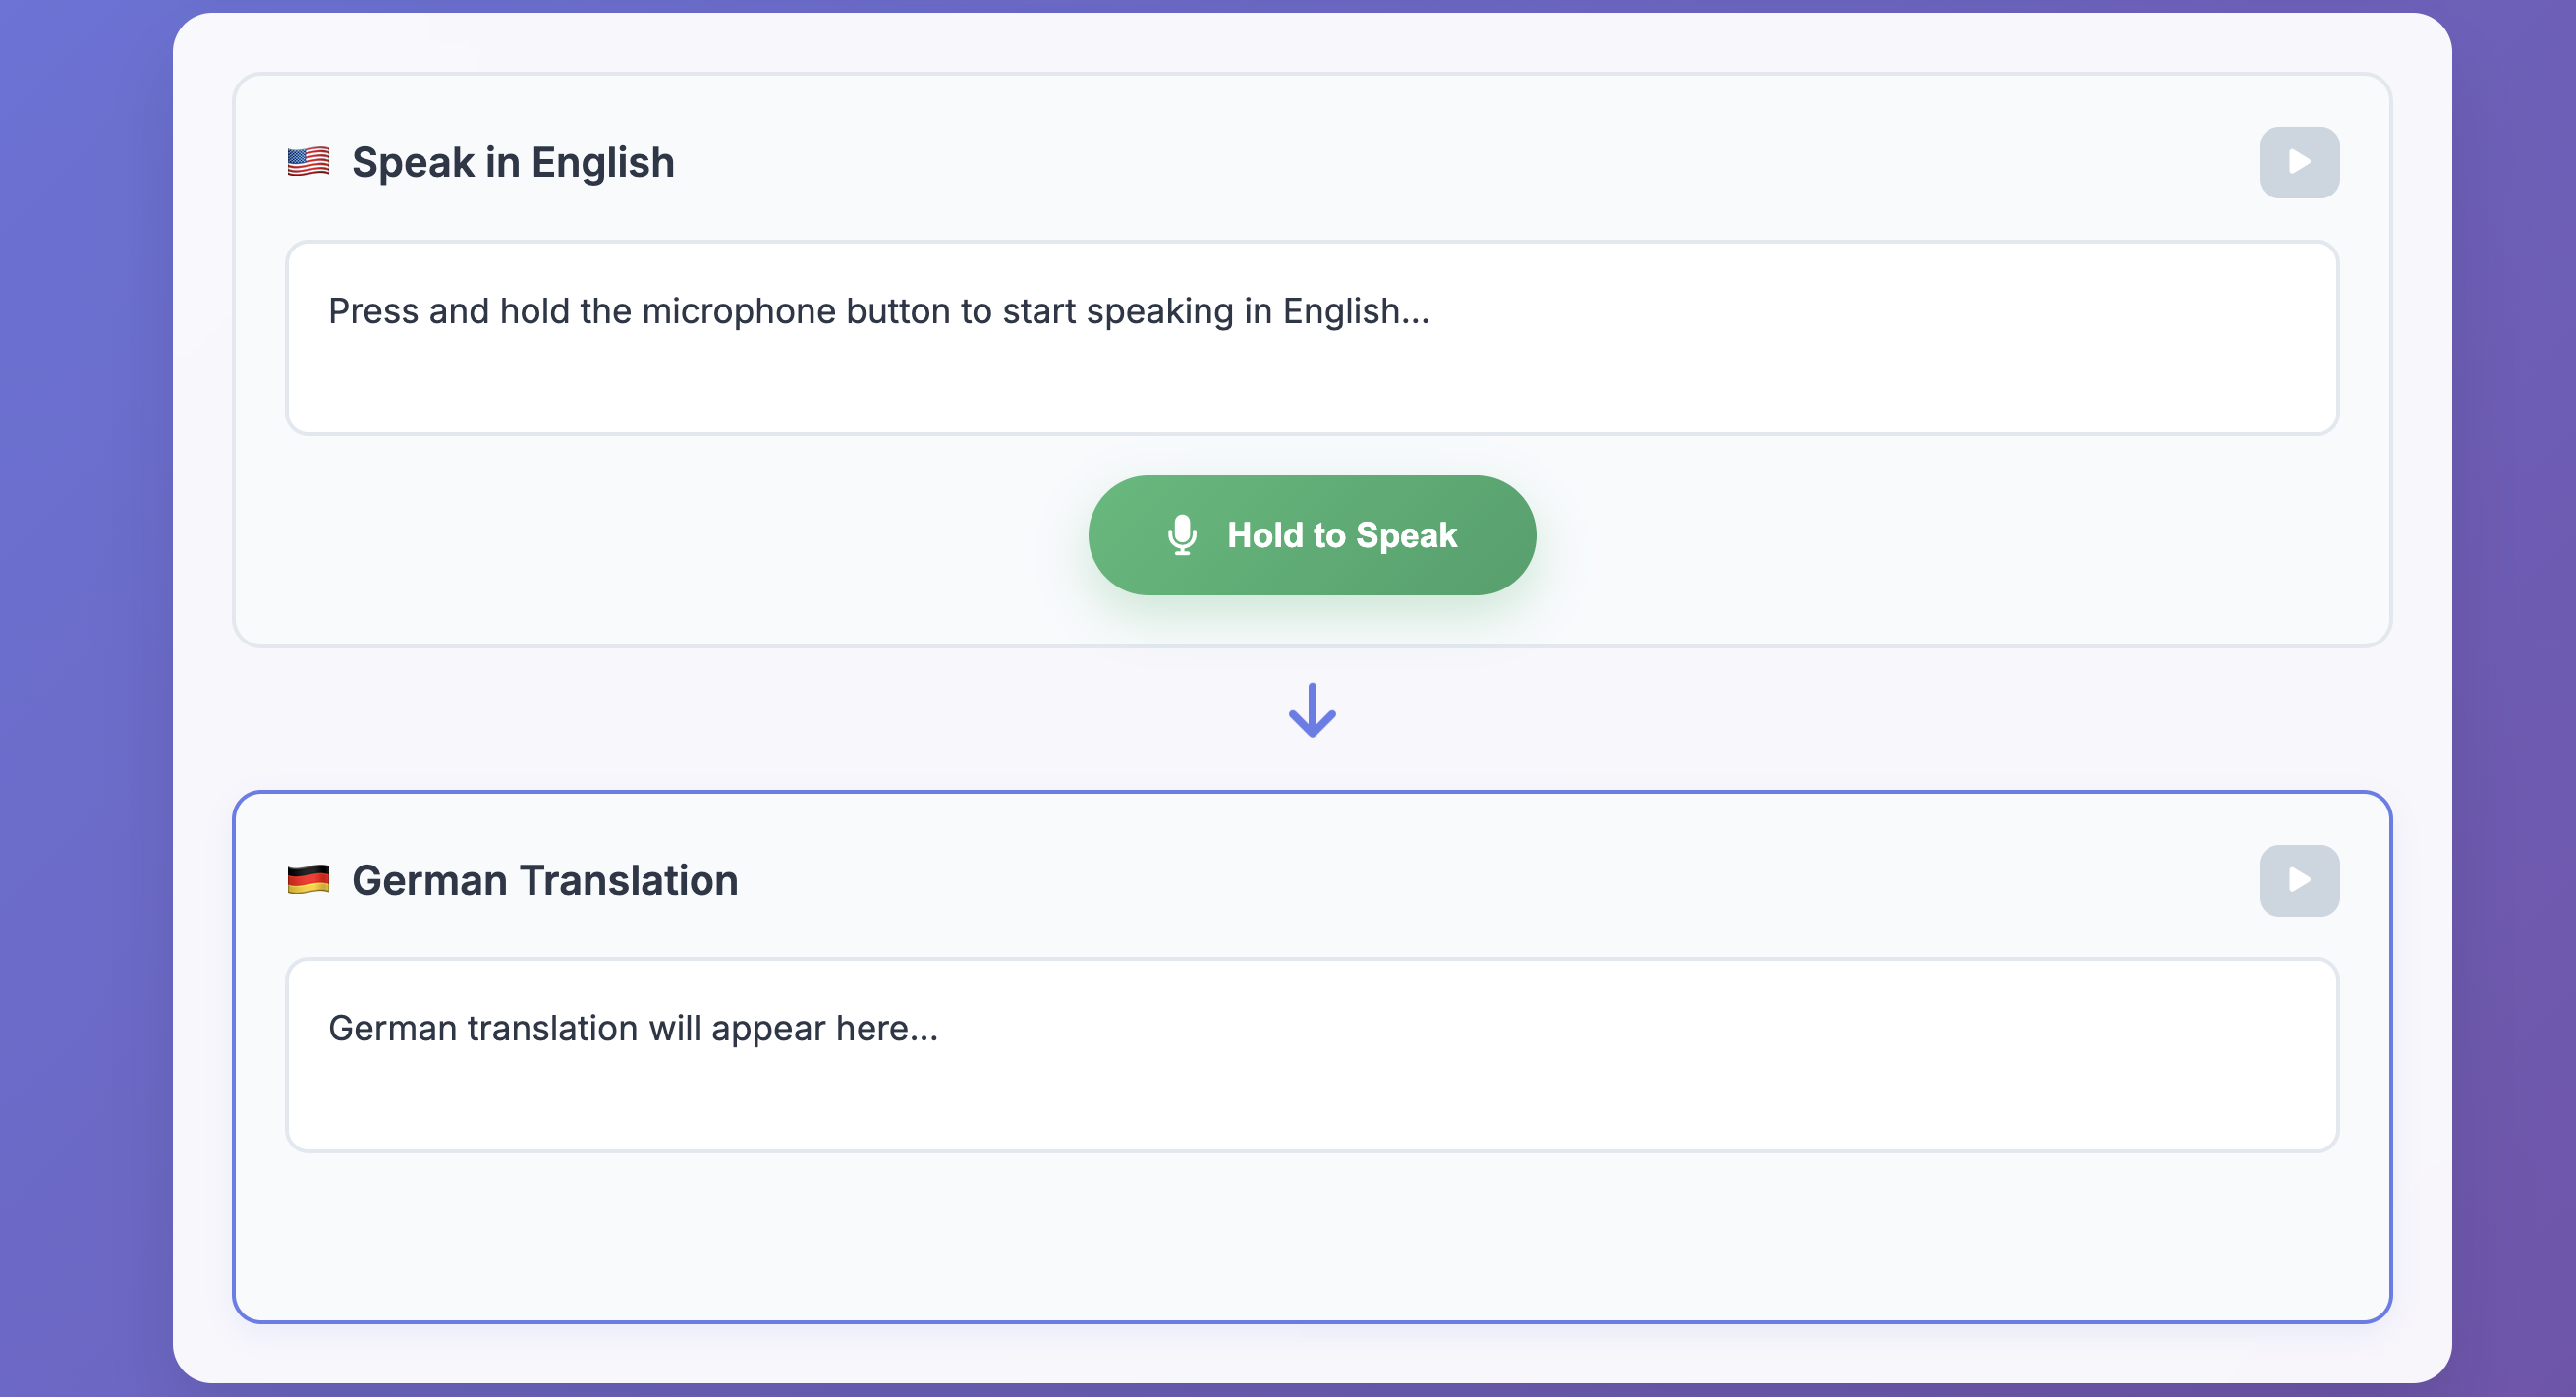 Speak in English
Press and hold the microphone button to start speaking in English...
Hold to Speak
German Translation
German translation will appear here...